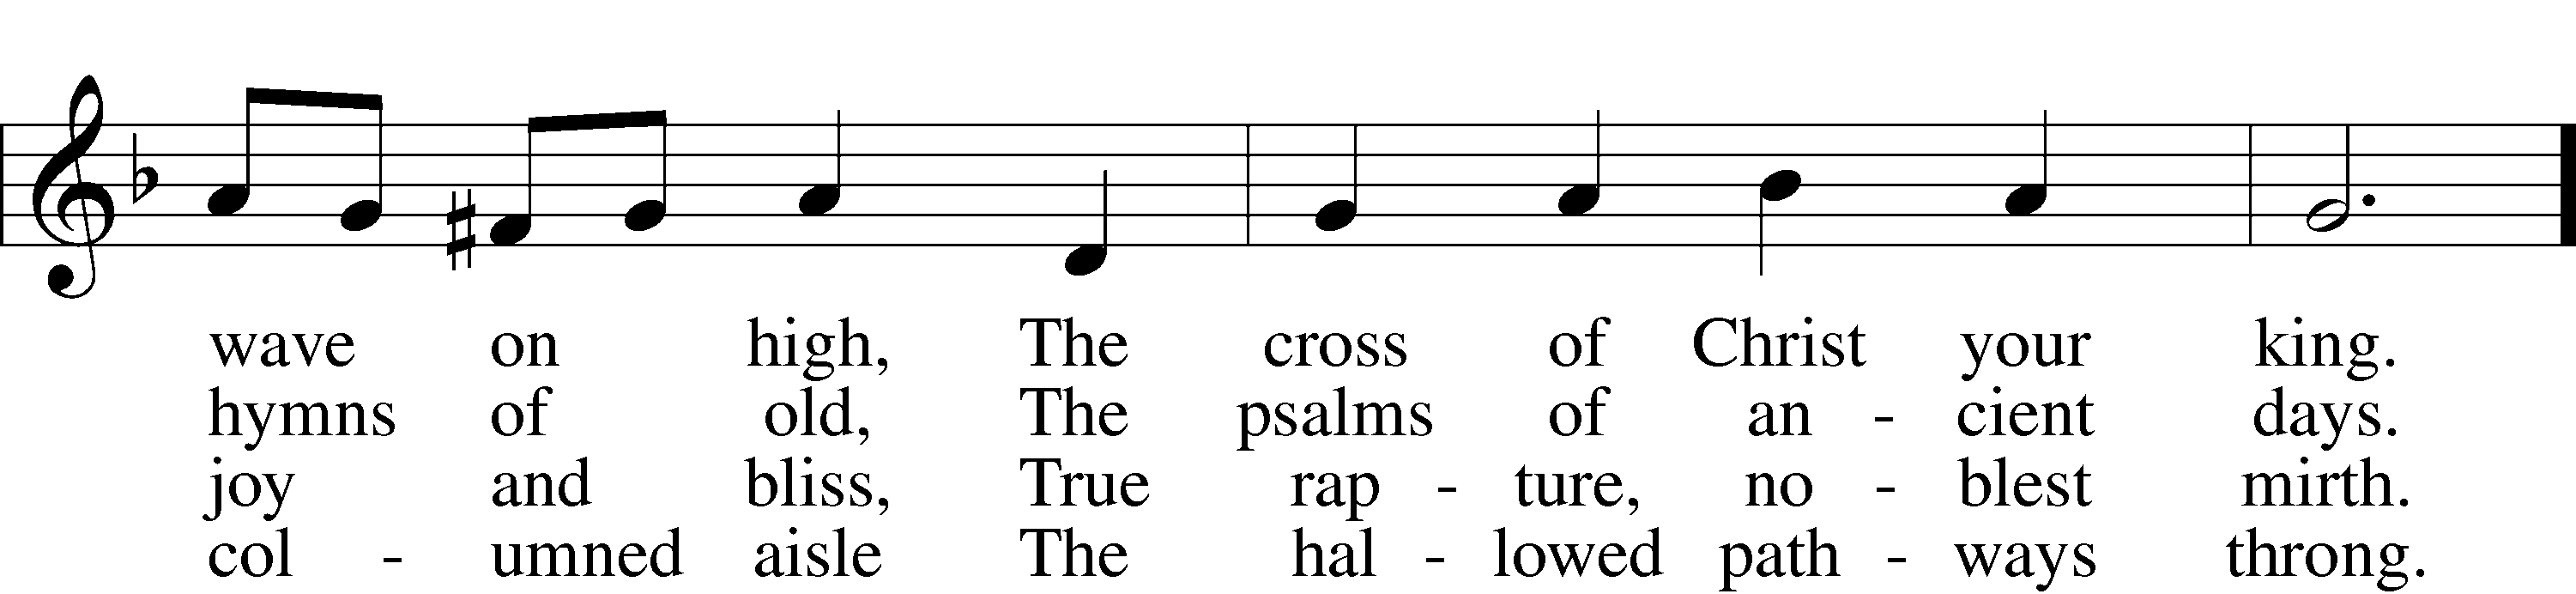 wave on high, The cross of Christ your king.
hymns of old, The psalms of an - cient days.
joy and bliss, True rap - ture, no - blest mirth.
col - umned aisle The hal - lowed path - ways throng.